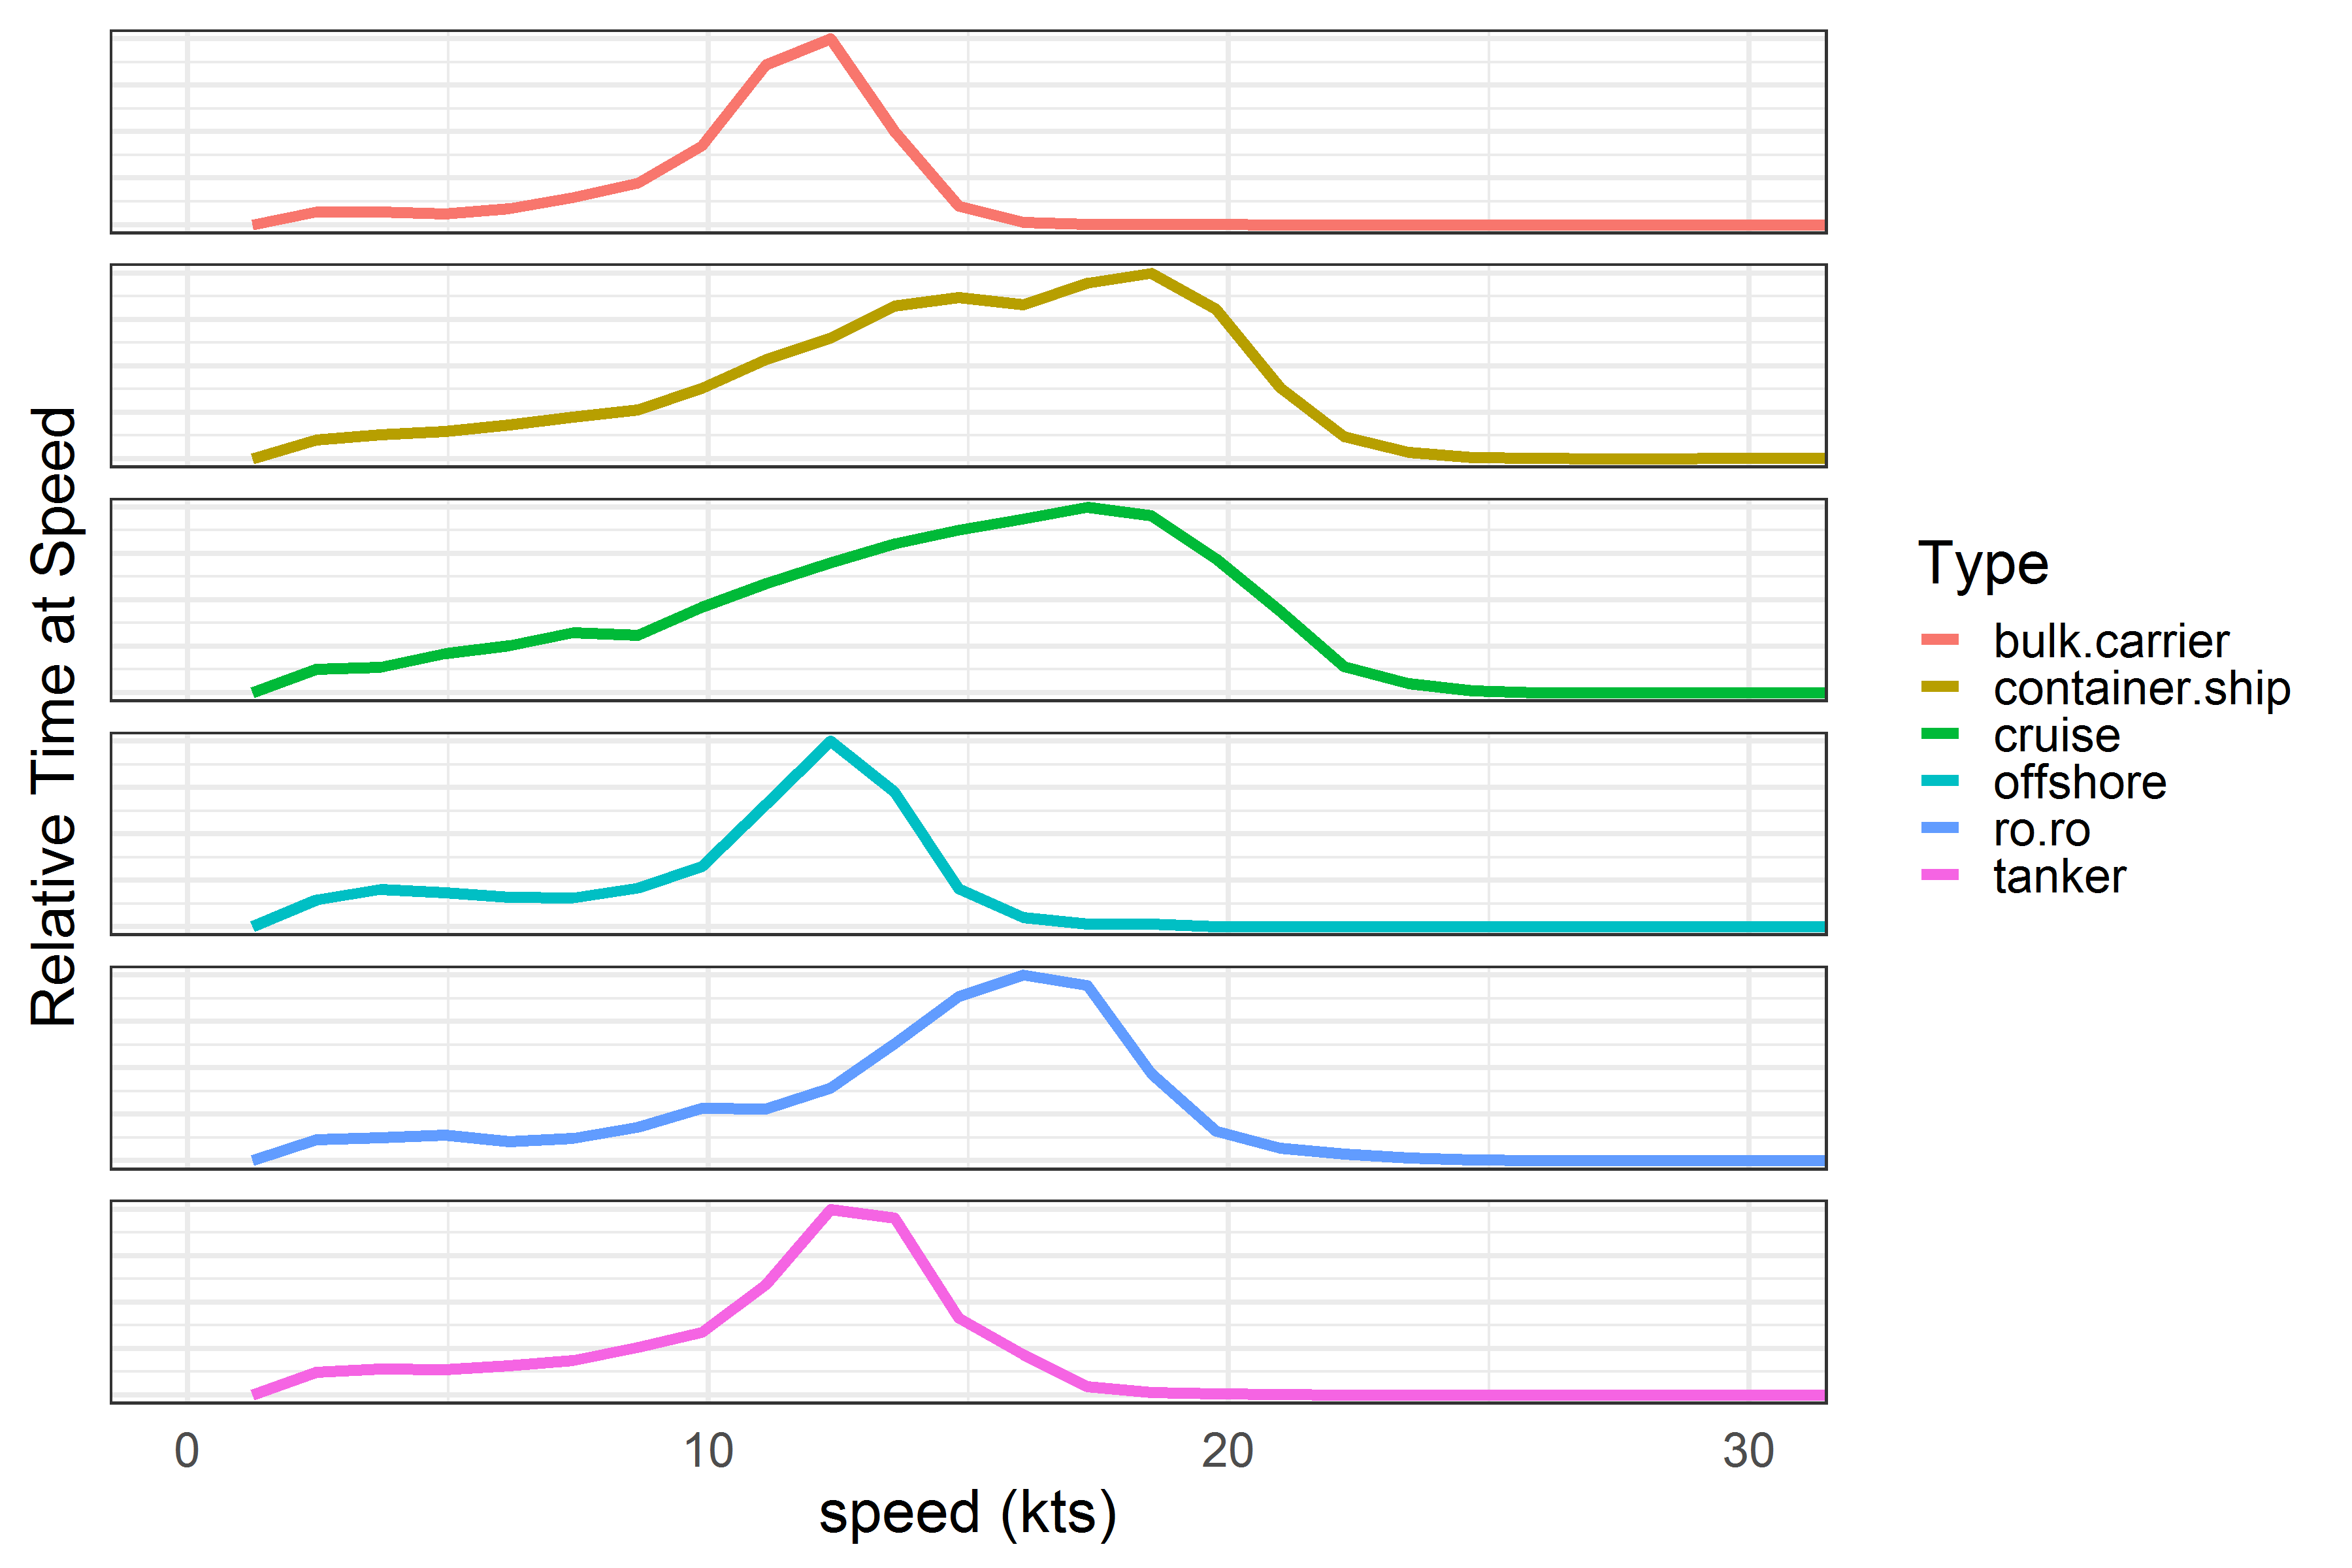 Relative Time at Speed
0 10 20 30
speed (kts)
Type
bulk.carrier
container.ship
cruise
offshore
ro.ro
tanker